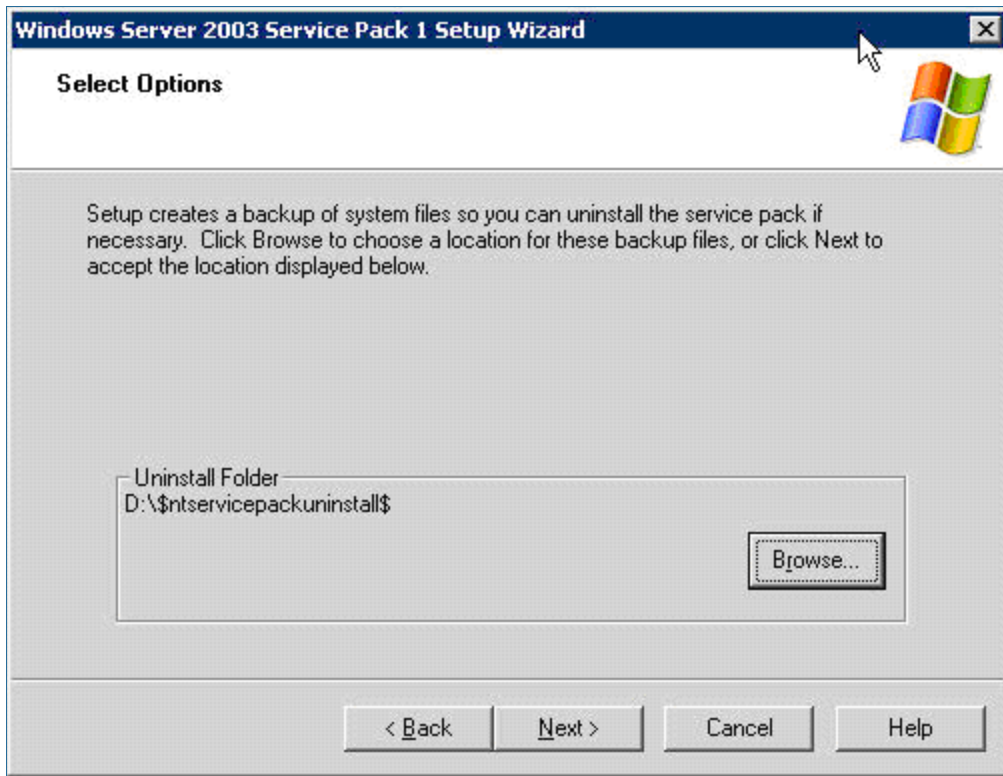 Windows Server 2003 Service Pack 1 Setup Wizard
Select Options
Setup creates a backup of system files so you can uninstall the service pack if
necessary.  Click Browse to choose a location for these backup files, or click Next to
accept the location displayed below.
Uninstall Folder
D:\$ntservicepackuninstall$
Browse...
< Back
Next >
Cancel
Help